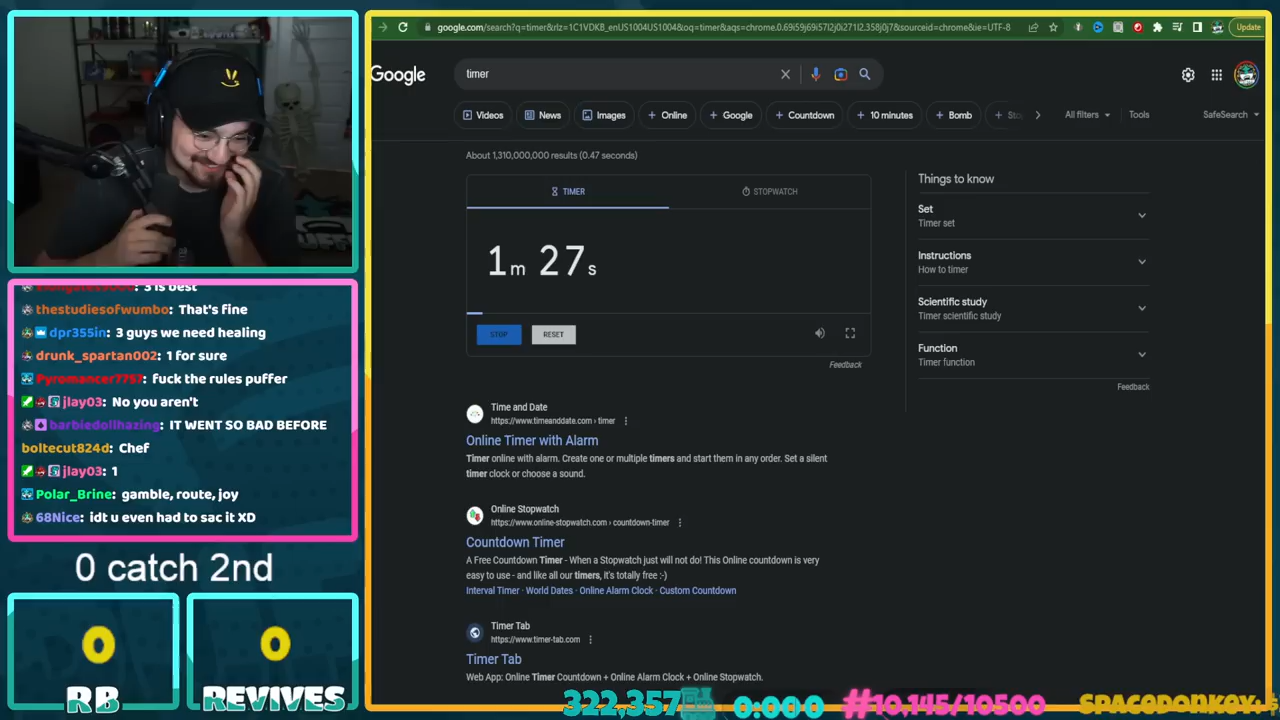 google.com/search?q=timer&rlz=1C1VDKB_enUS1004US1004&oq=timer&aqs=chrome.0.69i59j69i57l2j0i271l2.358j0j79&sourceid=chrome&ie=UTF-8
Update
Google
timer
Videos
News
Images
+ Online
+ Google
+ Countdown
+ 10 minutes
+ Bomb
All filters
Tools
SafeSearch
About 1,310,000,000 results (0.47 seconds)
TIMER
STOPWATCH
1m 27s
STOP
RESET
Feedback
Things to know
Set
Timer set
Instructions
How to timer
Scientific study
Timer scientific study
Function
Timer function
Feedback
Time and Date
https://www.timeanddate.com › timer
Online Timer with Alarm
Timer online with alarm. Create one or multiple timers and start them in any order. Set a silent
timer clock or choose a sound.
Online Stopwatch
https://www.online-stopwatch.com › countdown-timer
Countdown Timer
A Free Countdown Timer - When a Stopwatch just will not do! This Online countdown is very
easy to use - and like all our timers, it's totally free :-)
Interval Timer · World Dates · Online Alarm Clock · Custom Countdown
Timer Tab
https://www.timer-tab.com
Timer Tab
Web App: Online Timer Countdown + Online Alarm Clock + Online Stopwatch.
3 is best
thestudiesofwumbo: That's fine
dpr355in: 3 guys we need healing
drunk_spartan002: 1 for sure
Pyromancer7757: fuck the rules puffer
jlay03: No you aren't
barbiedollhazing: IT WENT SO BAD BEFORE
boltecut824d: Chef
jlay03: 1
Polar_Brine: gamble, route, joy
68Nice: idt u even had to sac it XD
0 catch 2nd
0
RB
0
REVIVES
322,357
0:000
#10,145/10500
SPACEDONKEY: